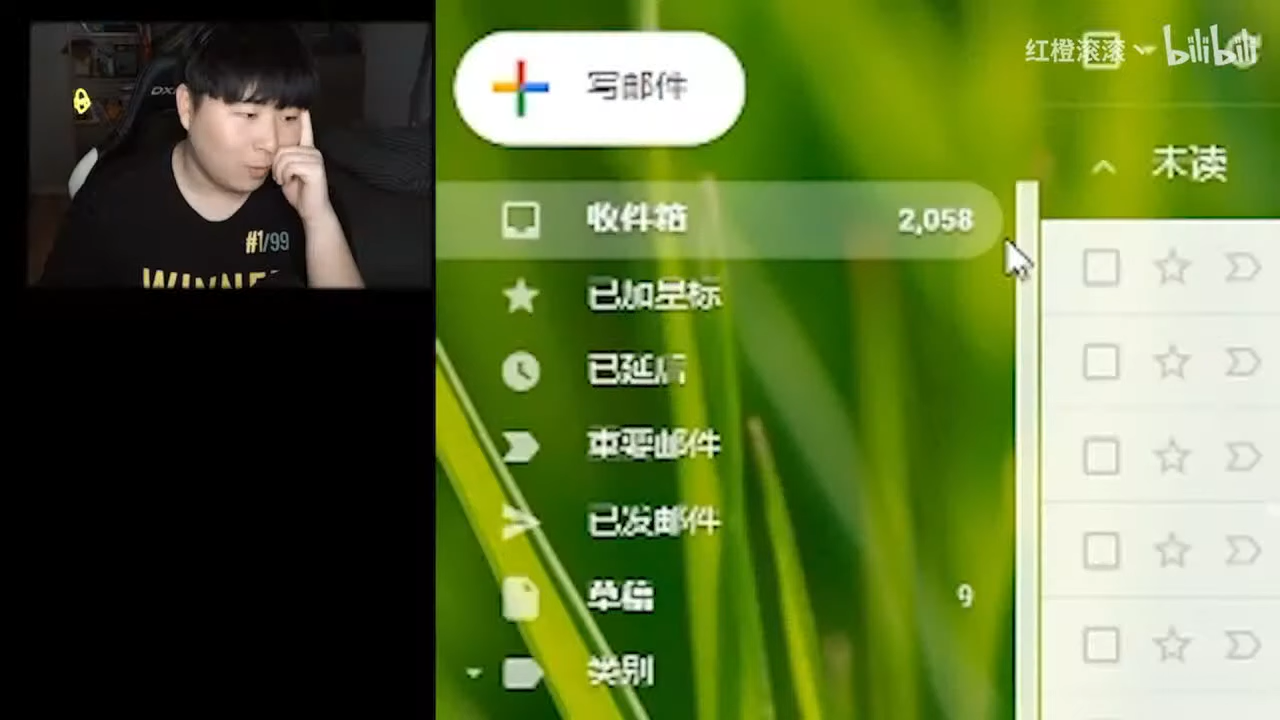 红橙滚滚
bilibili
DX
#1/99
写邮件
未读
收件箱 2,058
已加星标
已延后
重要邮件
已发邮件
草稿 9
类别